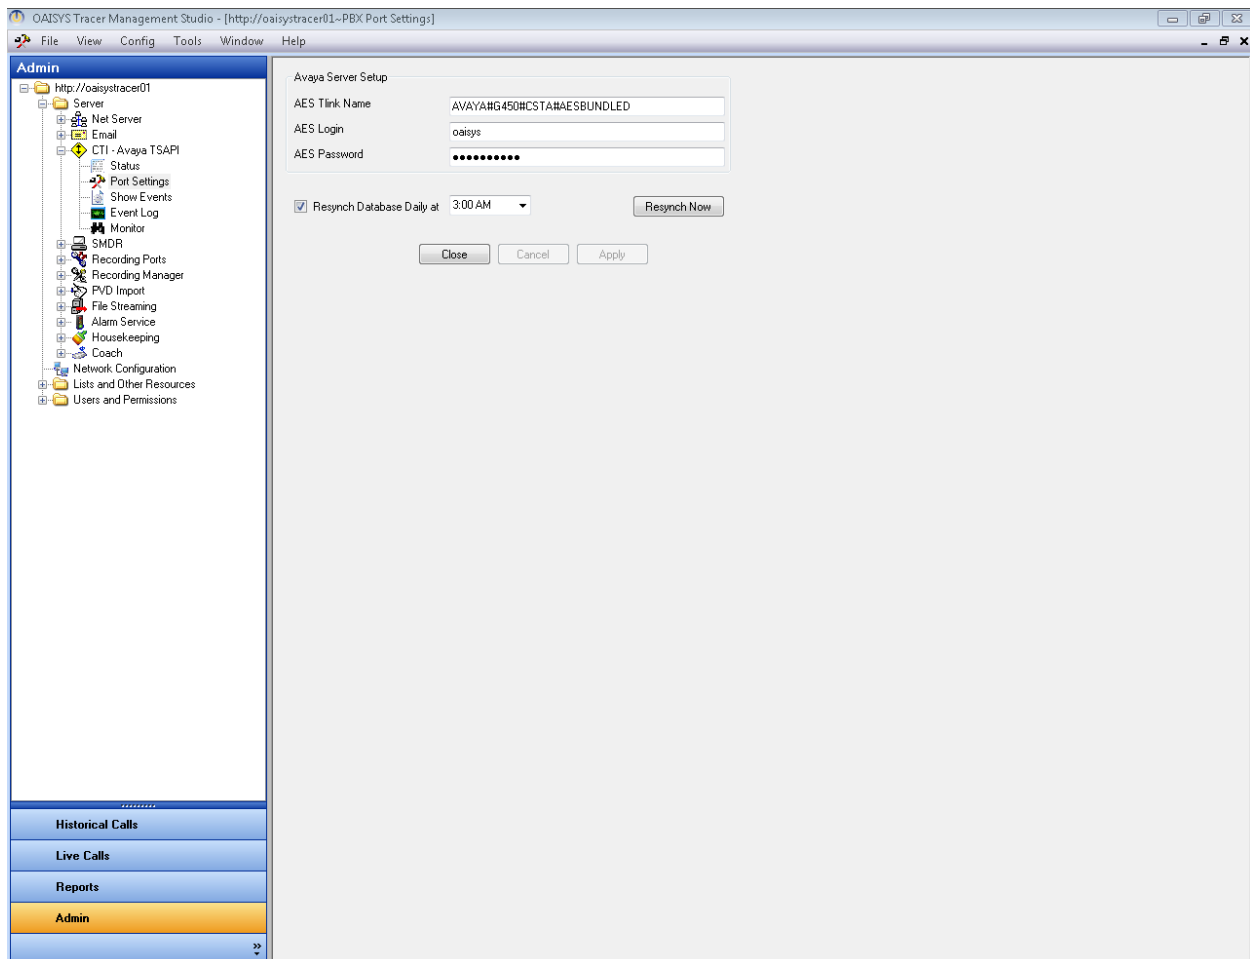 OAISYS Tracer Management Studio - [http://oaisystracer01~PBX Port Settings]
File View Config Tools Window Help
Admin
http://oaisystracer01
Server
Net Server
Email
CTI - Avaya TSAPI
Status
Port Settings
Show Events
Event Log
Monitor
SMDR
Recording Ports
Recording Manager
PVD Import
File Streaming
Alarm Service
Housekeeping
Coach
Network Configuration
Lists and Other Resources
Users and Permissions
Historical Calls
Live Calls
Reports
Admin
Avaya Server Setup
AES Tlink Name AVAYA#G450#CSTA#AESBUNDLED
AES Login oaisys
AES Password ●●●●●●●●●●
Resynch Database Daily at 3:00 AM Resynch Now
Close Cancel Apply